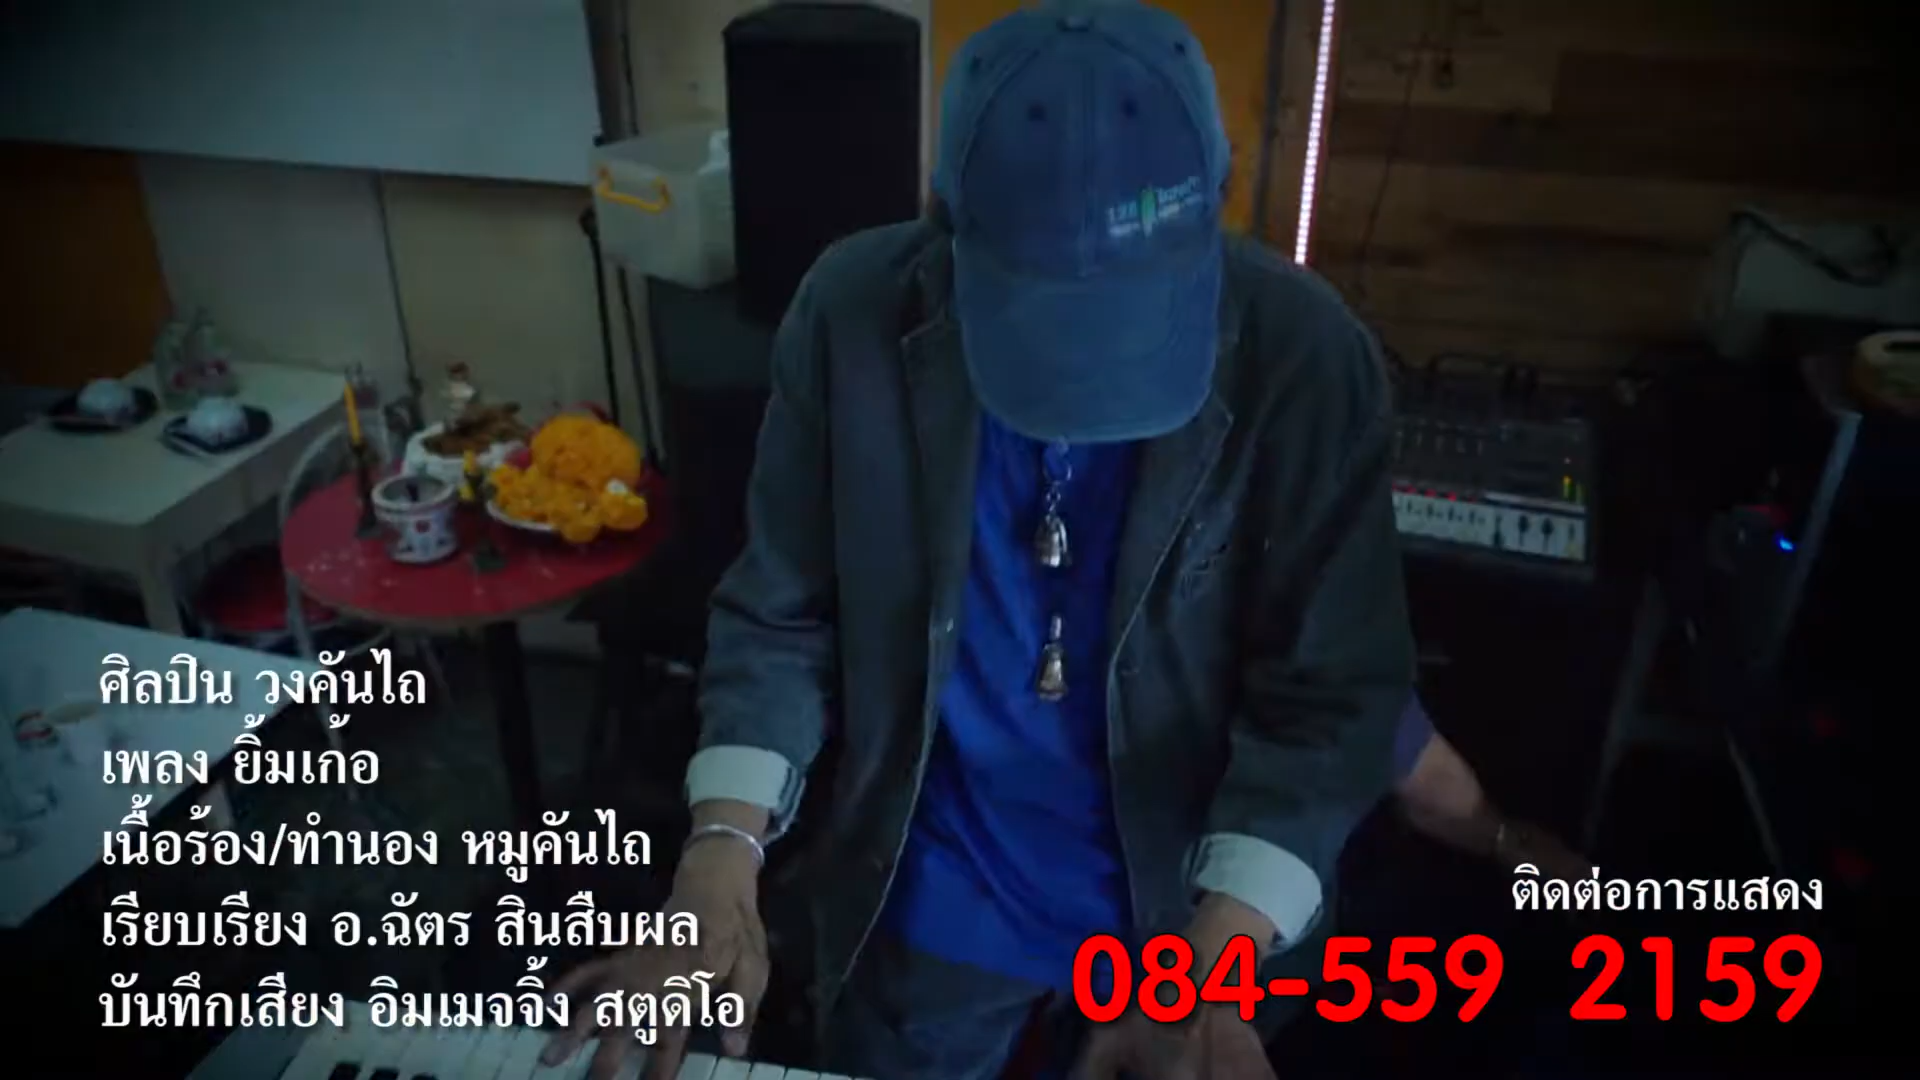 ศิลปิน วงคันไถ
เพลง ยิ้มเก้อ
เนื้อร้อง/ทำนอง หมูคันไถ
เรียบเรียง อ.ฉัตร สินสืบผล
บันทึกเสียง อิมเมจจิ้ง สตูดิโอ
ติดต่อการแสดง
084-559 2159